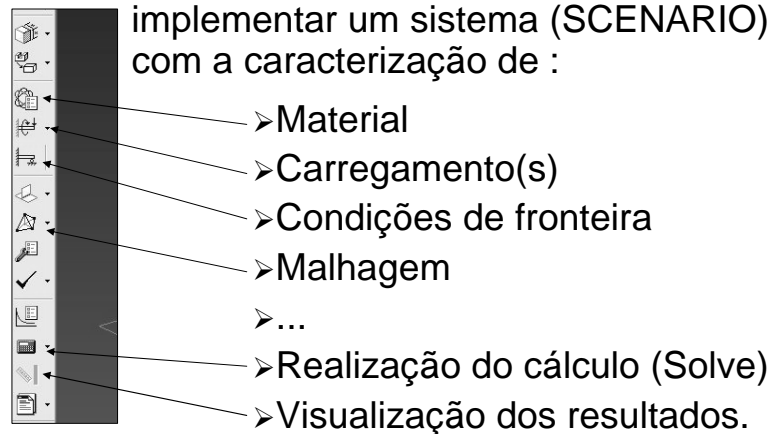 implementar um sistema (SCENARIO)
com a caracterização de :
➢Material
➢Carregamento(s)
➢Condições de fronteira
➢Malhagem
➢...
➢Realização do cálculo (Solve)
➢Visualização dos resultados.